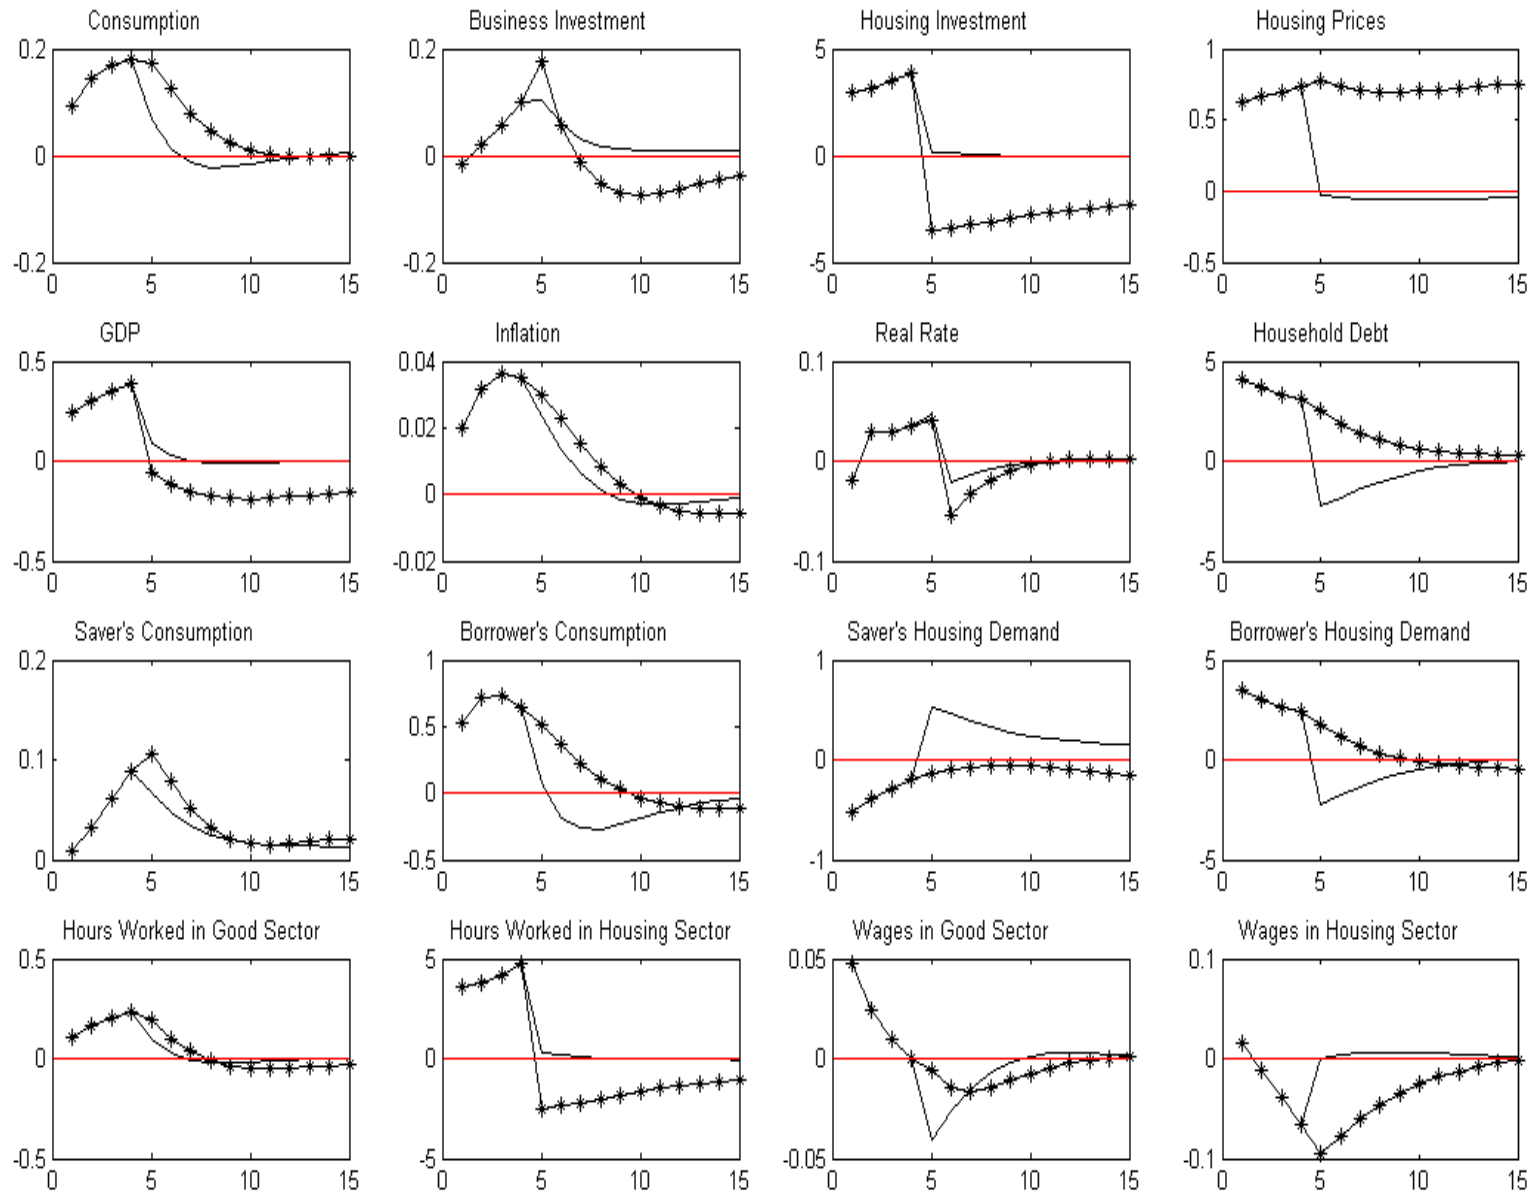 Consumption
Business Investment
Housing Investment
Housing Prices
0.2
0
-0.2
0 5 10 15
0.2
0
-0.2
0 5 10 15
5
0
-5
0 5 10 15
1
0.5
0
-0.5
0 5 10 15
GDP
Inflation
Real Rate
Household Debt
0.5
0
-0.5
0 5 10 15
0.04
0.02
0
-0.02
0 5 10 15
0.1
0
-0.1
0 5 10 15
5
0
-5
0 5 10 15
Saver's Consumption
Borrower's Consumption
Saver's Housing Demand
Borrower's Housing Demand
0.2
0.1
0
0 5 10 15
1
0.5
0
-0.5
0 5 10 15
1
0
-1
0 5 10 15
5
0
-5
0 5 10 15
Hours Worked in Good Sector
Hours Worked in Housing Sector
Wages in Good Sector
Wages in Housing Sector
0.5
0
-0.5
0 5 10 15
5
0
-5
0 5 10 15
0.05
0
-0.05
0 5 10 15
0.1
0
-0.1
0 5 10 15